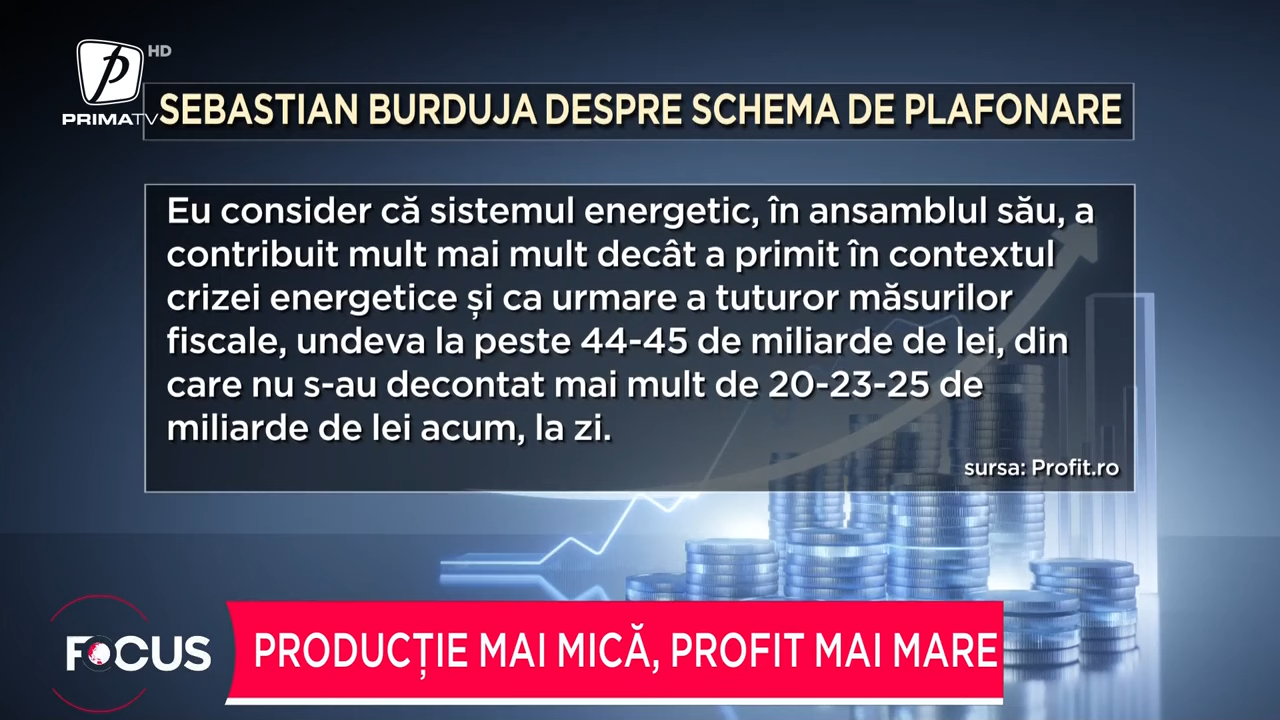 HD
PRIMATV
SEBASTIAN BURDUJA DESPRE SCHEMA DE PLAFONARE
Eu consider că sistemul energetic, în ansamblul său, a
contribuit mult mai mult decât a primit în contextul
crizei energetice și ca urmare a tuturor măsurilor
fiscale, undeva la peste 44-45 de miliarde de lei, din
care nu s-au decontat mai mult de 20-23-25 de
miliarde de lei acum, la zi.
sursa: Profit.ro
FOCUS
PRODUCȚIE MAI MICĂ, PROFIT MAI MARE